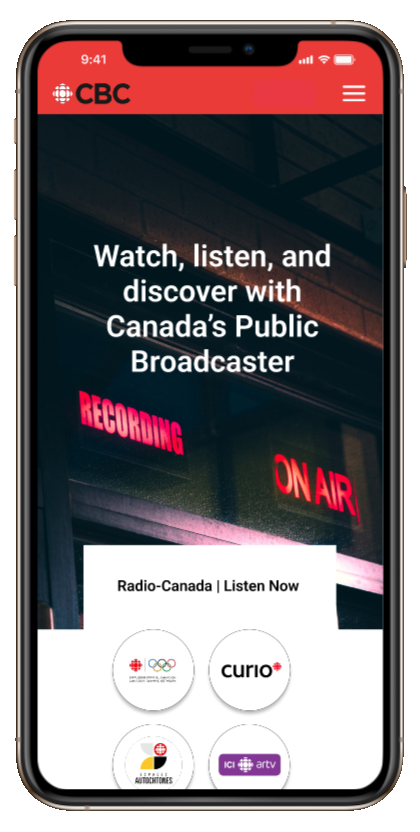 9:41
CBC
Watch, listen, and
discover with
Canada’s Public
Broadcaster
RECORDING
ON AIR
Radio-Canada | Listen Now
curio
ESPACES
AUTOCHTONES
ICI artv